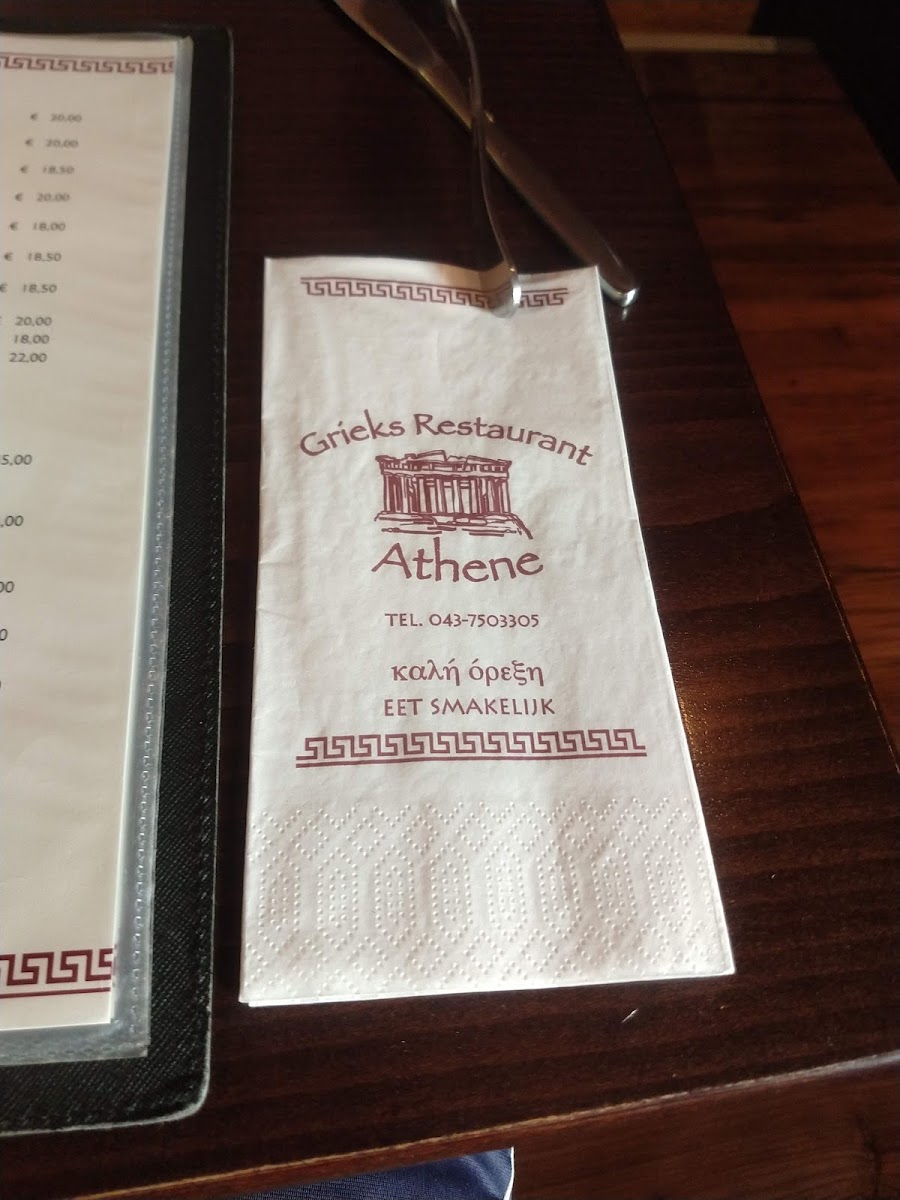 € 20,00
€ 20,00
€ 18,50
€ 20,00
€ 18,00
€ 18,50
€ 18,50
20,00
18,00
22,00
Grieks Restaurant
Athene
TEL. 043-7503305
καλή όρεξη
EET SMAKELIJK